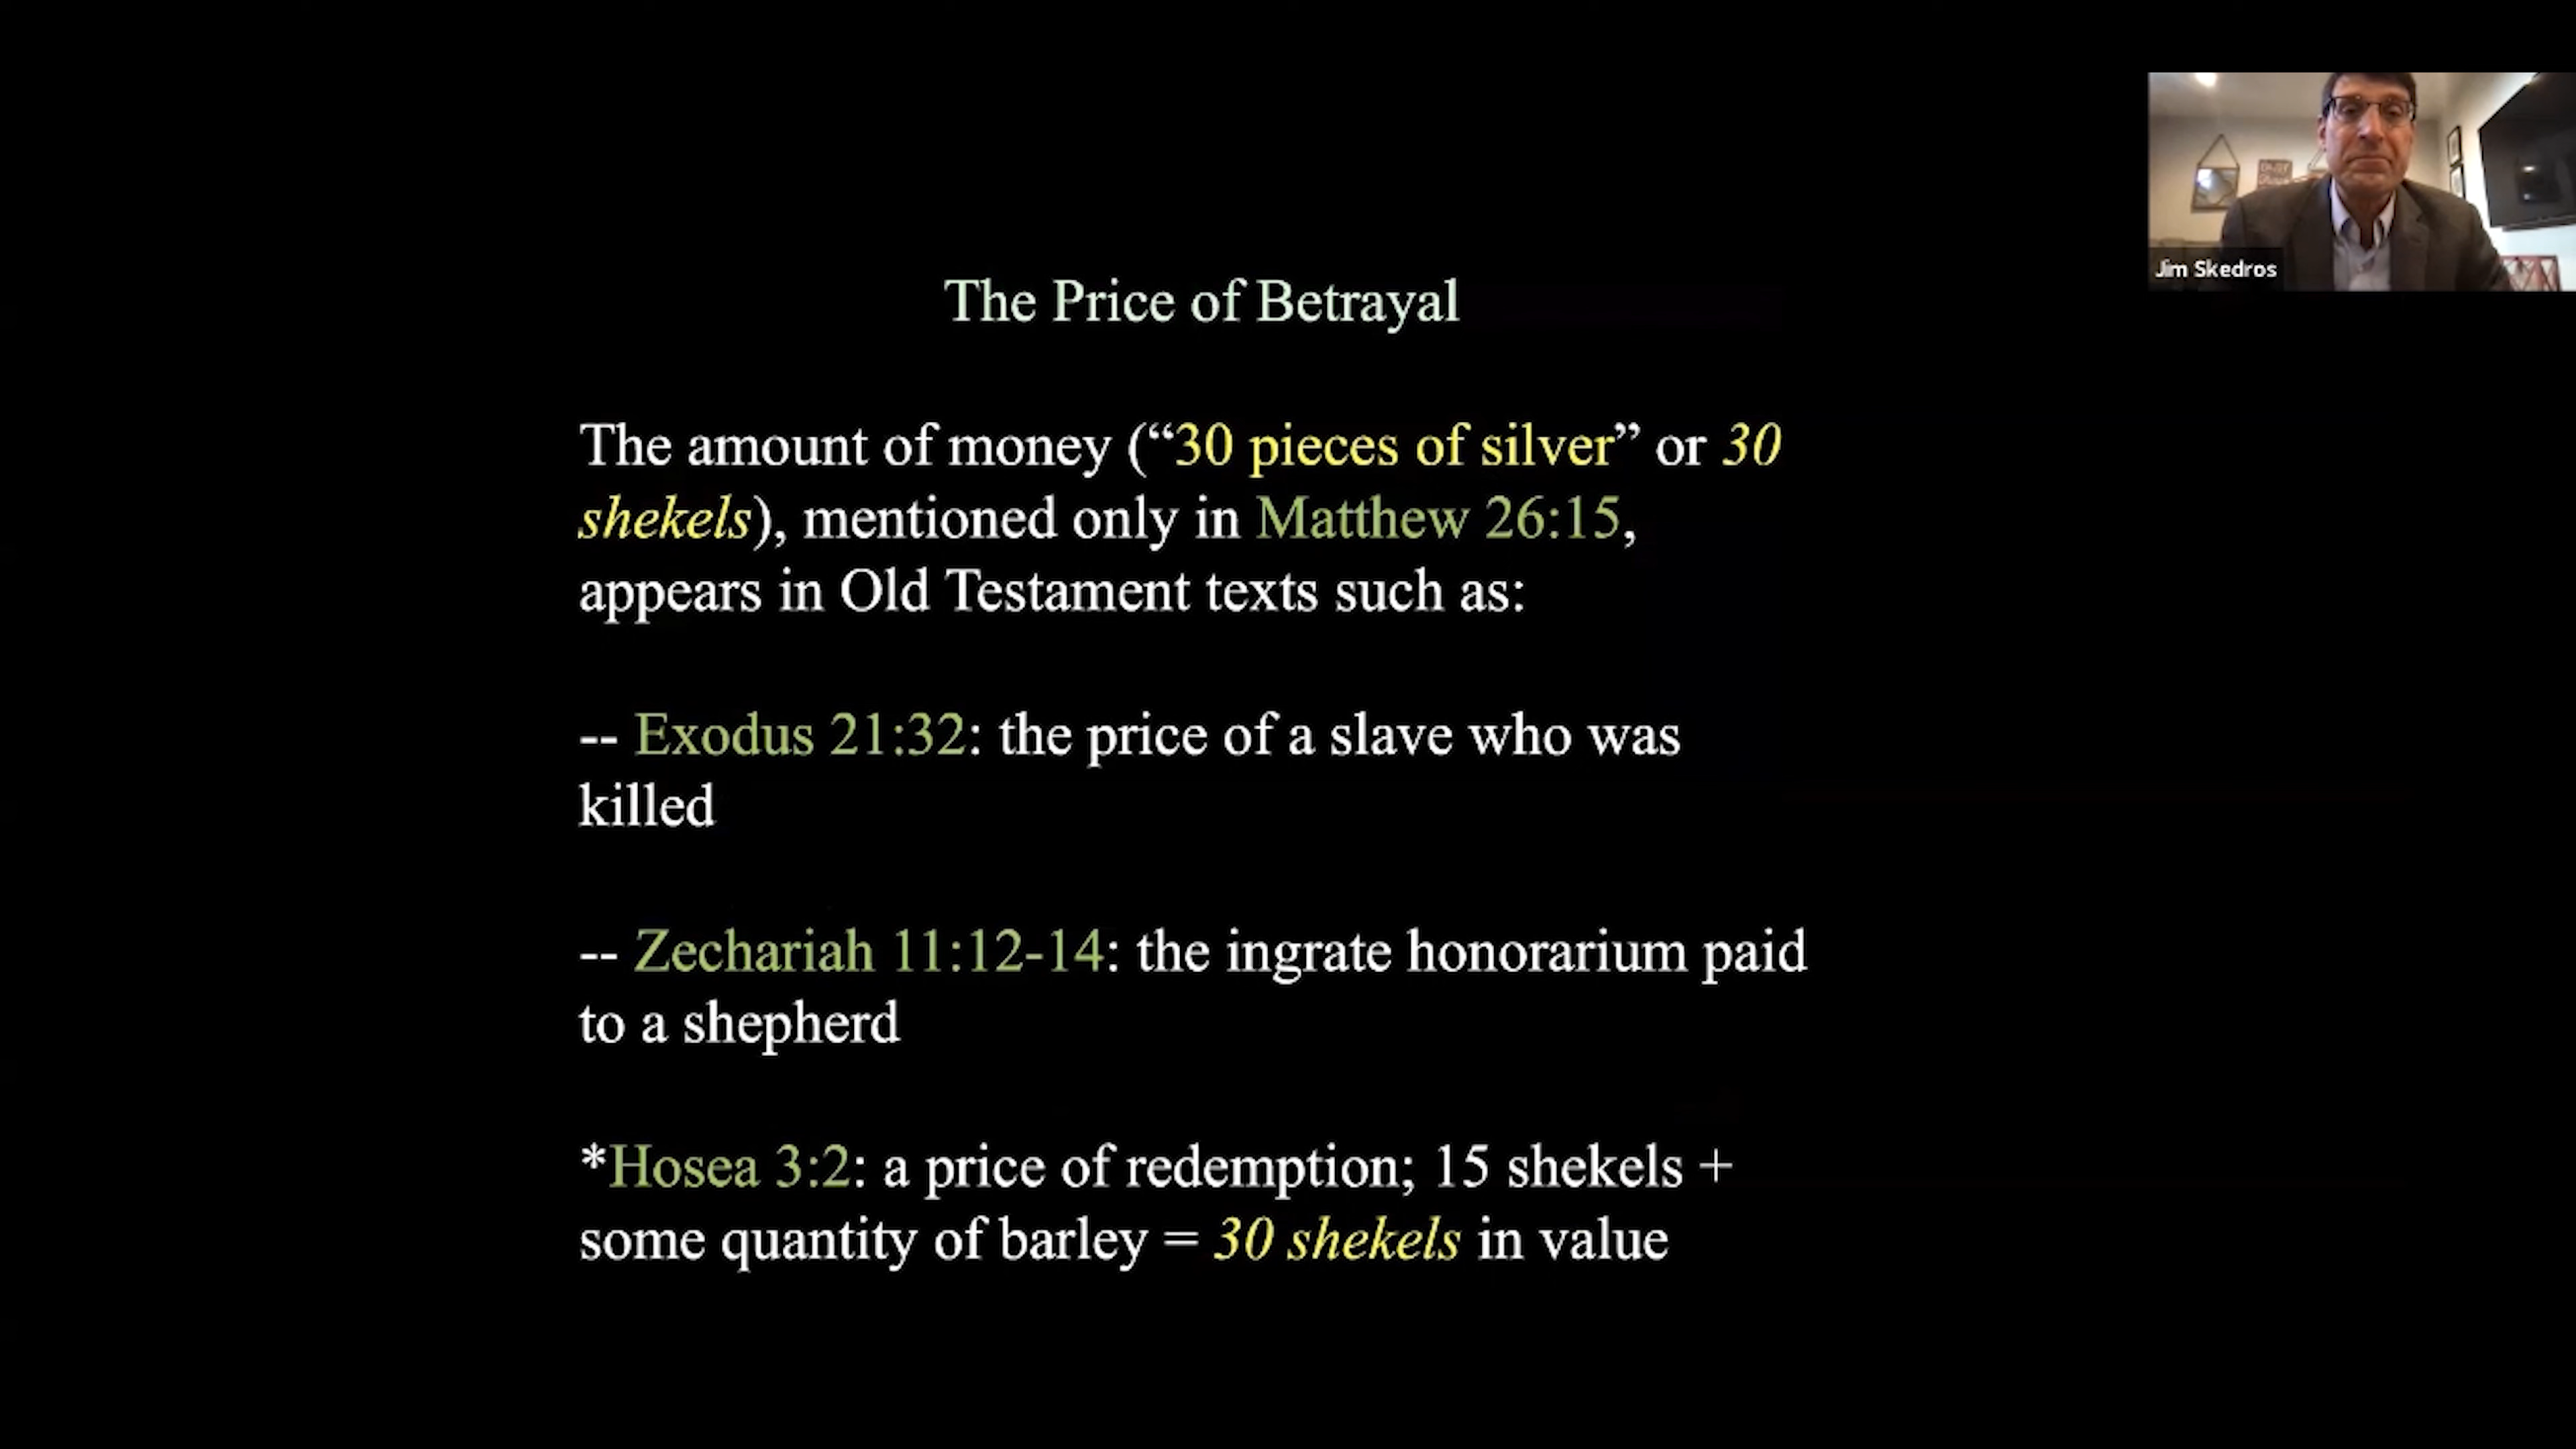 Jim Skedros
The Price of Betrayal
The amount of money (“30 pieces of silver” or 30
shekels), mentioned only in Matthew 26:15,
appears in Old Testament texts such as:
-- Exodus 21:32: the price of a slave who was
killed
-- Zechariah 11:12-14: the ingrate honorarium paid
to a shepherd
*Hosea 3:2: a price of redemption; 15 shekels +
some quantity of barley = 30 shekels in value